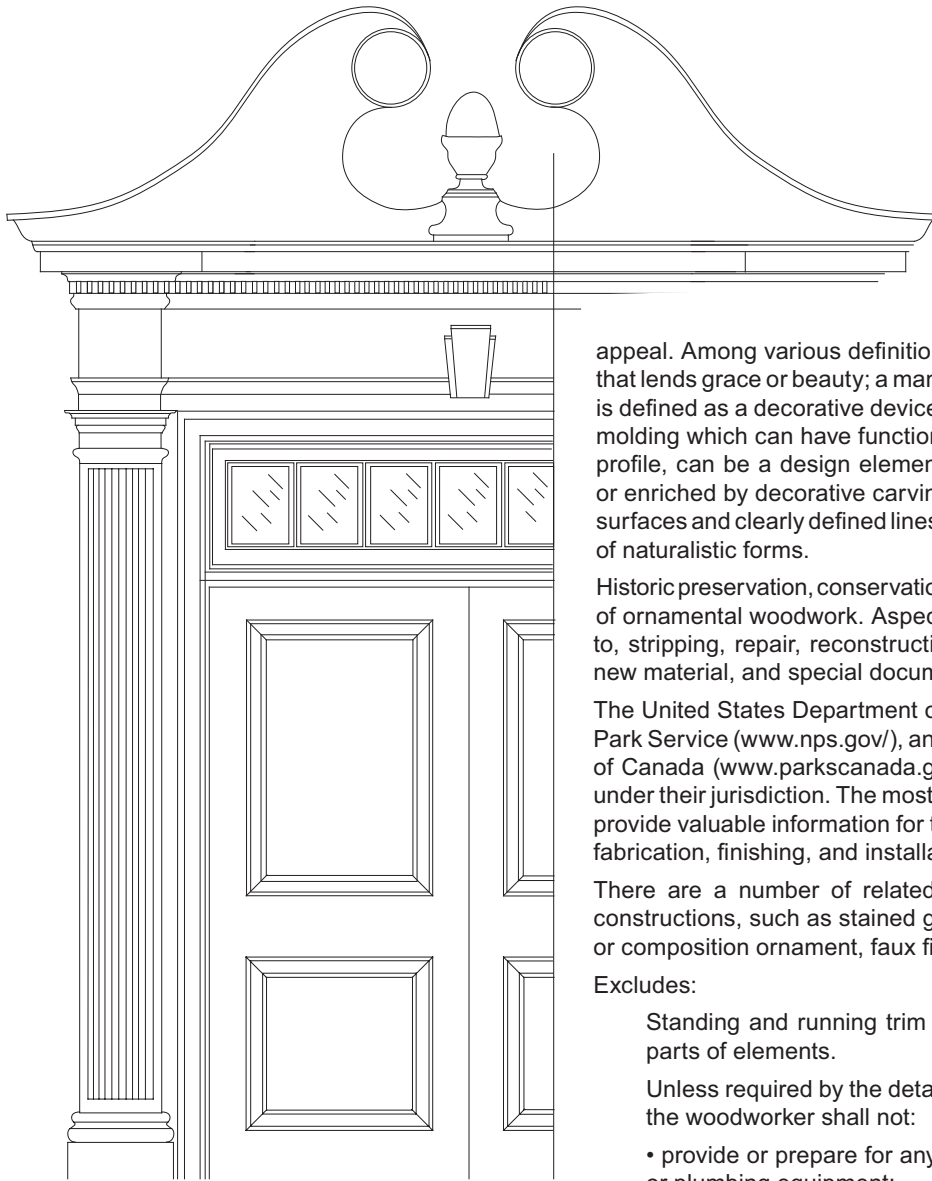 appeal. Among various definitio
that lends grace or beauty; a mar
is defined as a decorative device
molding which can have function
profile, can be a design elemen
or enriched by decorative carvin
surfaces and clearly defined lines
of naturalistic forms.
Historic preservation, conservatio
of ornamental woodwork. Aspec
to, stripping, repair, reconstructi
new material, and special docum
The United States Department o
Park Service (www.nps.gov/), an
of Canada (www.parkscanada.g
under their jurisdiction. The most
provide valuable information for t
fabrication, finishing, and installa
There are a number of related
constructions, such as stained g
or composition ornament, faux fi
Excludes:
Standing and running trim
parts of elements.
Unless required by the deta
the woodworker shall not:
• provide or prepare for any
or plumbing equipment;